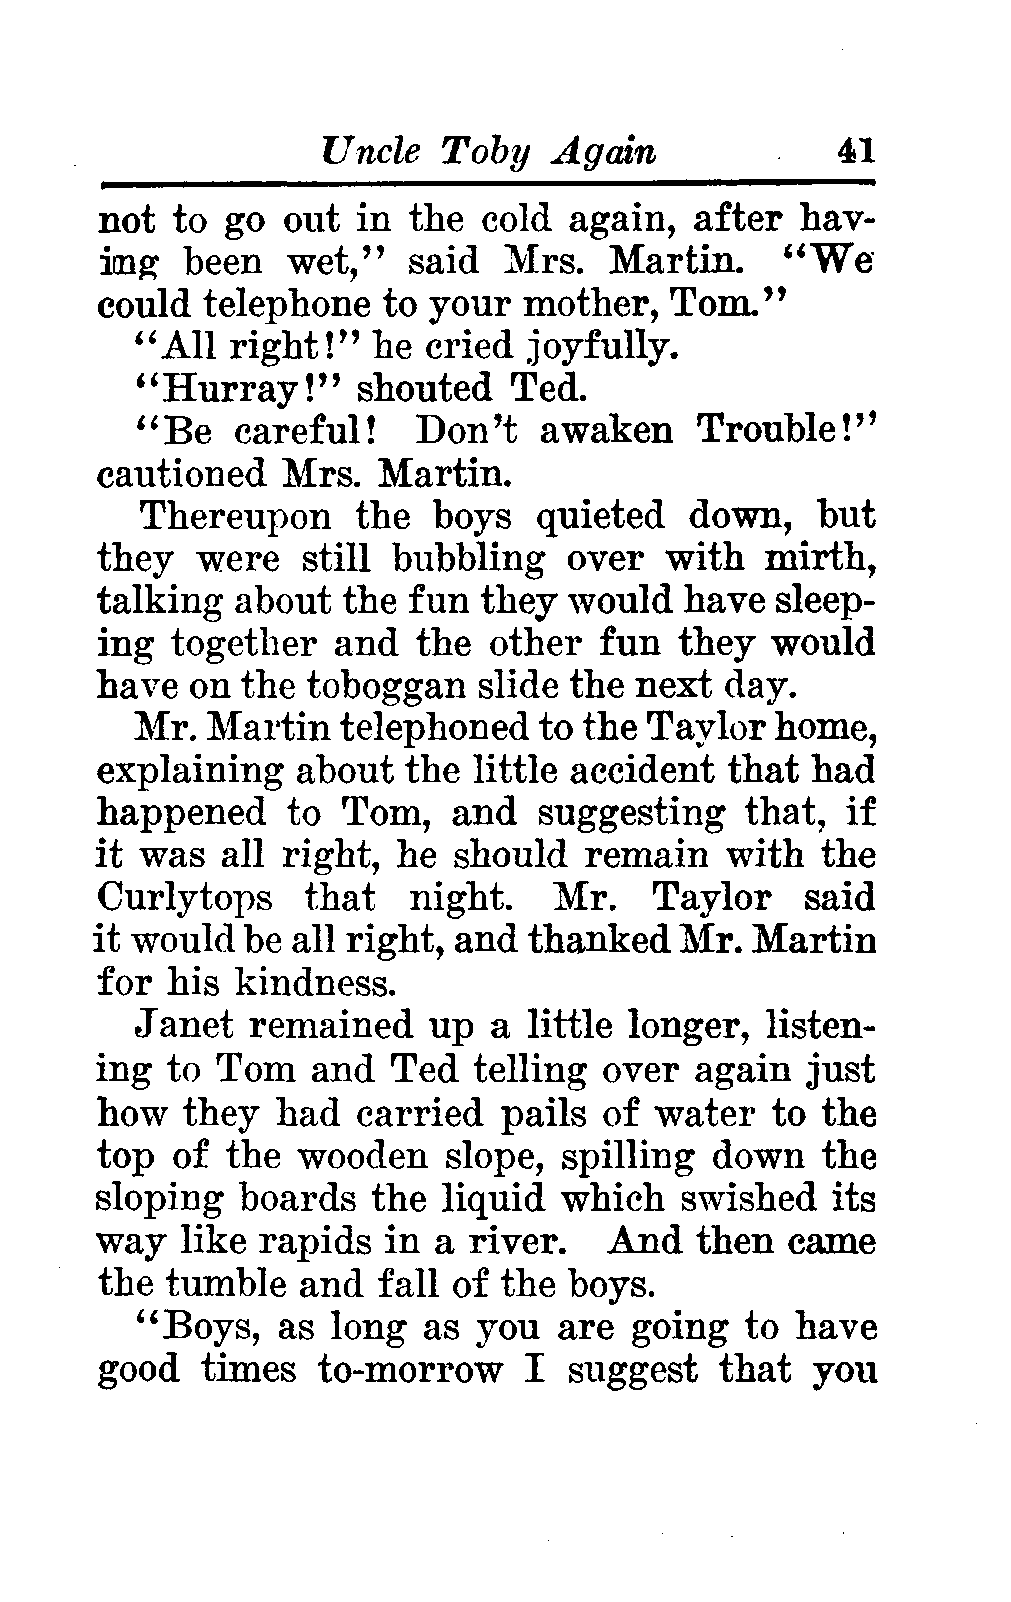 Uncle Toby Again 41
not to go out in the cold again, after hav-
img been wet,” said Mrs. Martin. “We
could telephone to your mother, Tom.”
“All right!” he cried joyfully.
“Hurray!” shouted Ted.
“Be careful! Don’t awaken Trouble!”
cautioned Mrs. Martin.
Thereupon the boys quieted down, but
they were still bubbling over with mirth,
talking about the fun they would have sleep-
ing together and the other fun they would
have on the toboggan slide the next day.
Mr. Martin telephoned to the Taylor home,
explaining about the little accident that had
happened to Tom, and suggesting that, if
it was all right, he should remain with the
Curlytops that night. Mr. Taylor said
it would be all right, and thanked Mr. Martin
for his kindness.
Janet remained up a little longer, listen-
ing to Tom and Ted telling over again just
how they had carried pails of water to the
top of the wooden slope, spilling down the
sloping boards the liquid which swished its
way like rapids in a river. And then came
the tumble and fall of the boys.
“Boys, as long as you are going to have
good times to-morrow I suggest that you